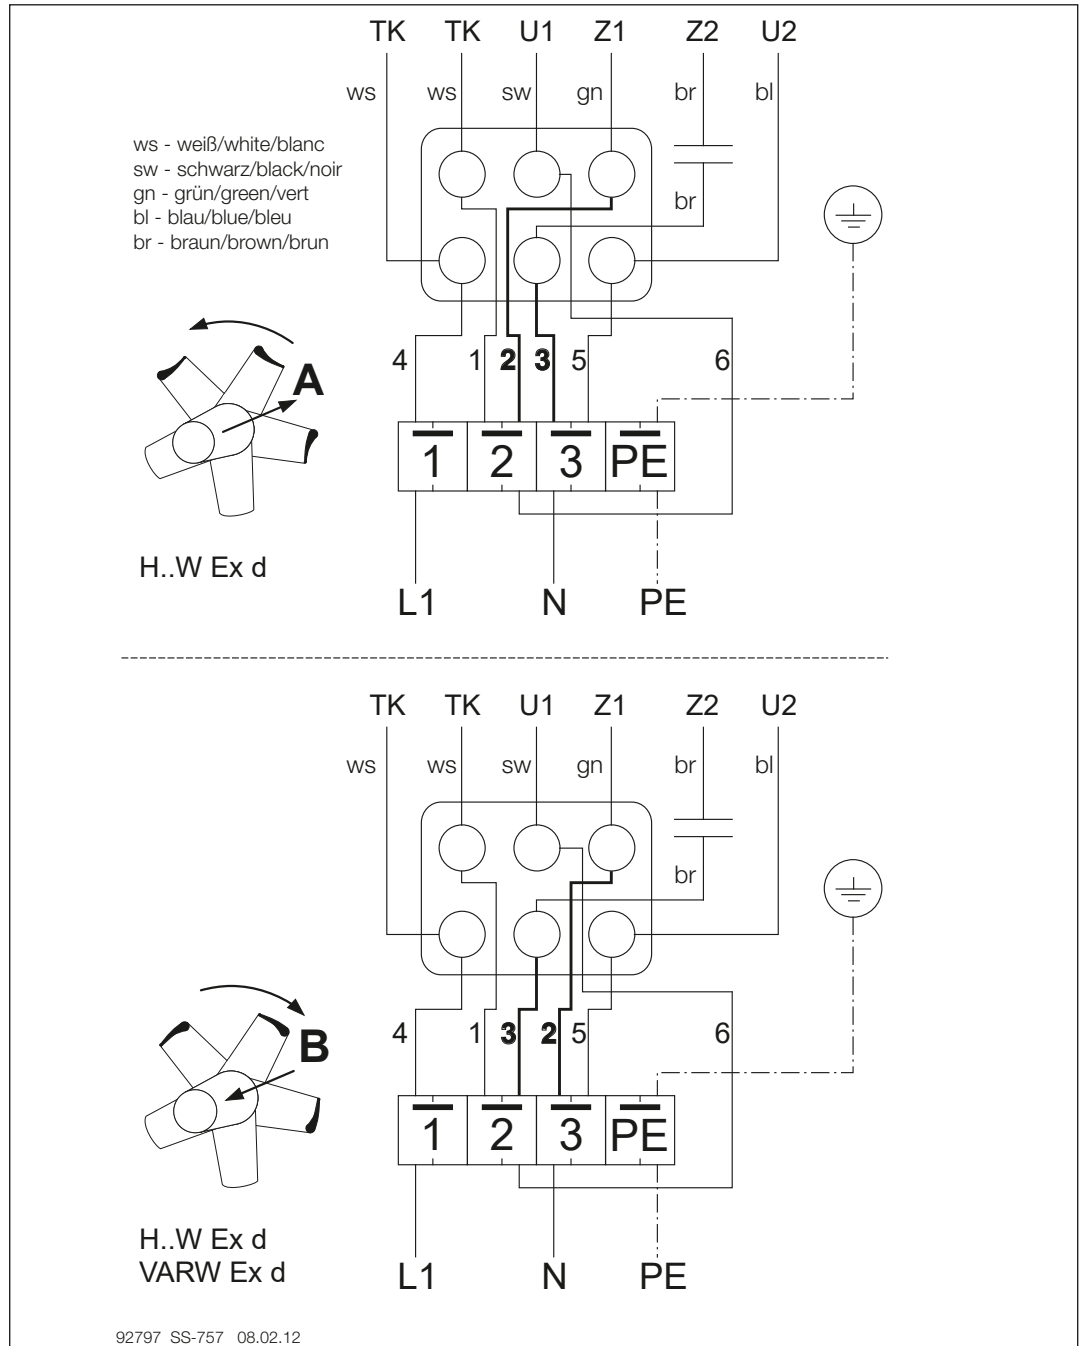 TK TK U1 Z1 Z2 U2
ws ws sw gn br bl
ws - weiß/white/blanc
sw - schwarz/black/noir
gn - grün/green/vert
bl - blau/blue/bleu
br - braun/brown/brun
br
A
4 1 2 3 5 6
1 2 3 PE
H..W Ex d
L1 N PE
TK TK U1 Z1 Z2 U2
ws ws sw gn br bl
br
B
4 1 3 2 5 6
1 2 3 PE
H..W Ex d
VARW Ex d
L1 N PE
92797 SS-757 08.02.12